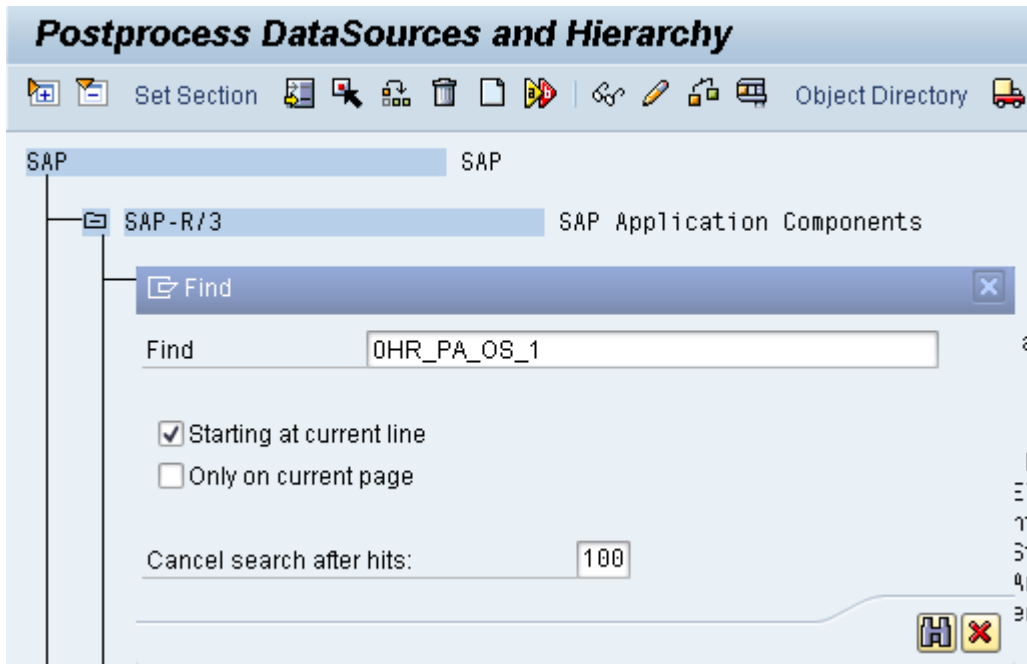 Postprocess DataSources and Hierarchy
Set Section Object Directory
SAP SAP
SAP-R/3 SAP Application Components
Find
Find 0HR_PA_OS_1
Starting at current line
Only on current page
Cancel search after hits: 100